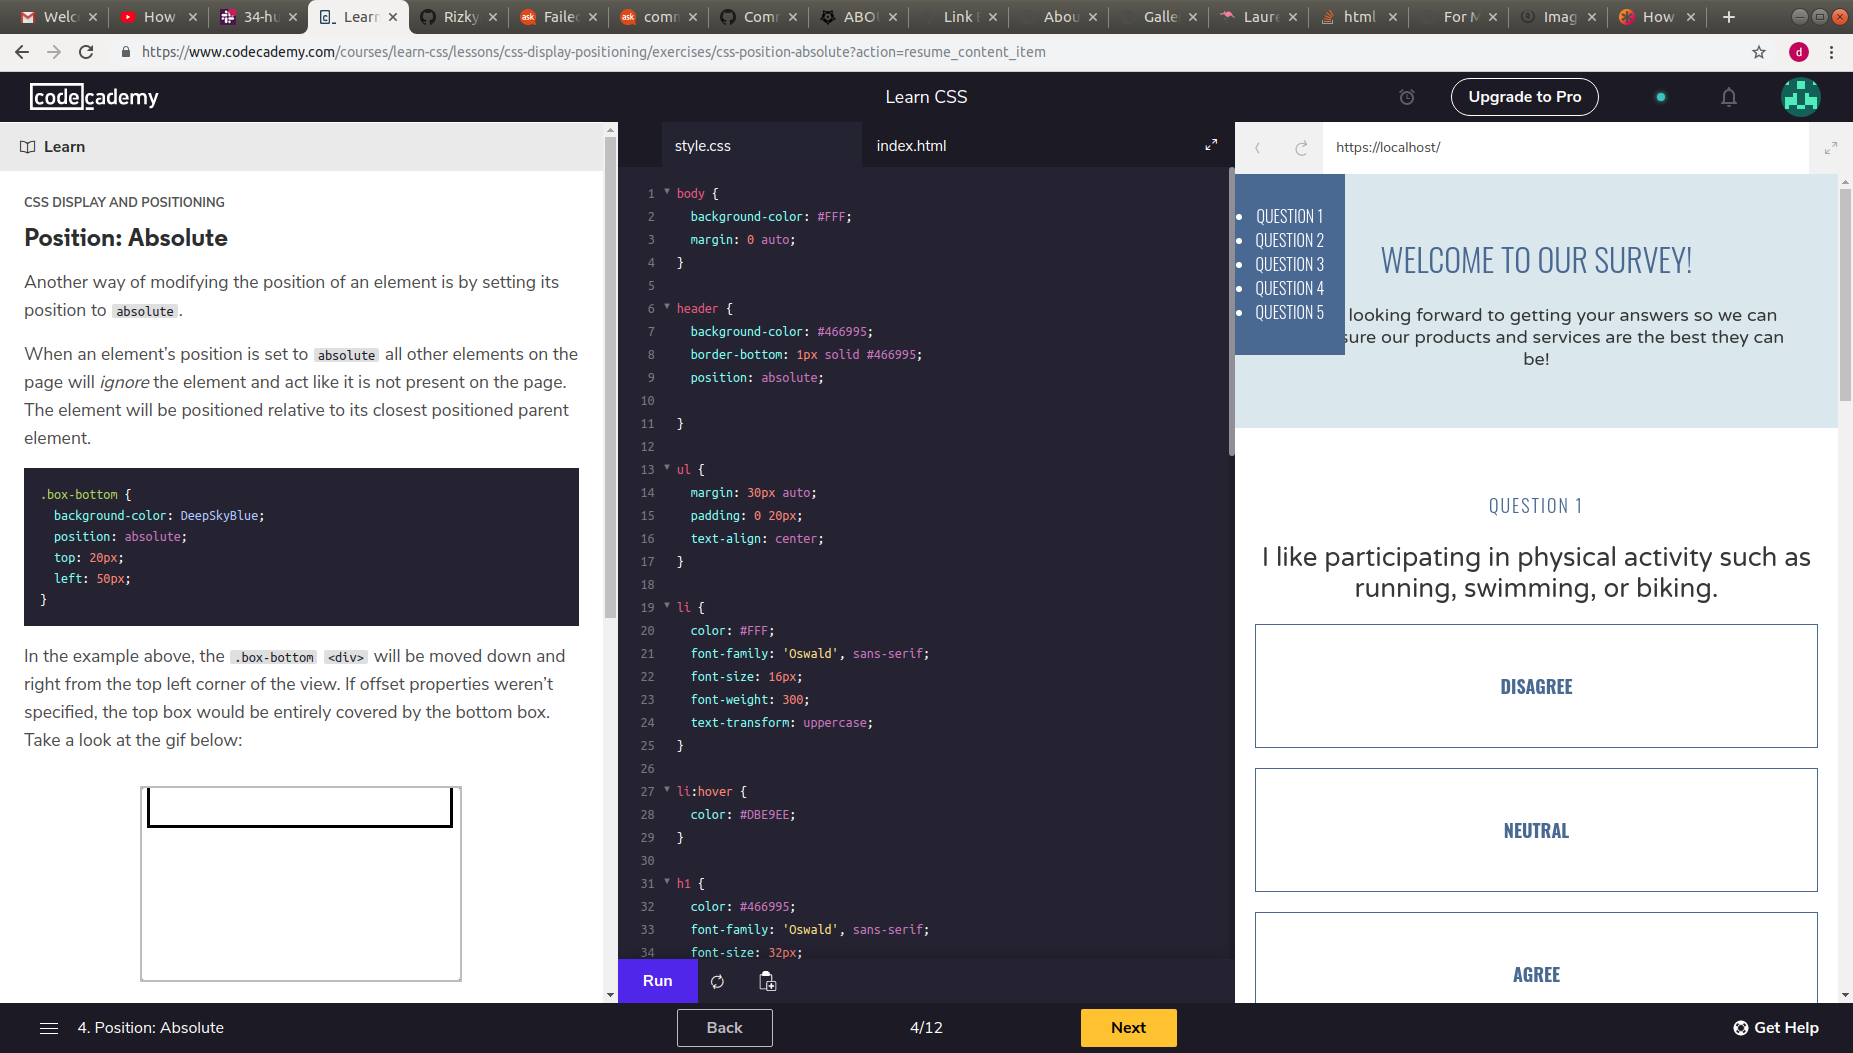 Welc
How
34-hu
Learn
Rizky
Failed
comm
Comm
ABOU
Link
Abou
Galle
Laure
html
For M
Imag
How
https://www.codecademy.com/courses/learn-css/lessons/css-display-positioning/exercises/css-position-absolute?action=resume_content_item
d
codecademy
Learn CSS
Upgrade to Pro
Learn
CSS DISPLAY AND POSITIONING
Position: Absolute
Another way of modifying the position of an element is by setting its
position to absolute.
When an element's position is set to absolute all other elements on the
page will ignore the element and act like it is not present on the page.
The element will be positioned relative to its closest positioned parent
element.
.box-bottom {
background-color: DeepSkyBlue;
position: absolute;
top: 20px;
left: 50px;
}
In the example above, the .box-bottom <div> will be moved down and
right from the top left corner of the view. If offset properties weren't
specified, the top box would be entirely covered by the bottom box.
Take a look at the gif below:
style.css
index.html
1 body {
2 background-color: #FFF;
3 margin: 0 auto;
4 }
5
6 header {
7 background-color: #466995;
8 border-bottom: 1px solid #466995;
9 position: absolute;
10
11 }
12
13 ul {
14 margin: 30px auto;
15 padding: 0 20px;
16 text-align: center;
17 }
18
19 li {
20 color: #FFF;
21 font-family: 'Oswald', sans-serif;
22 font-size: 16px;
23 font-weight: 300;
24 text-transform: uppercase;
25 }
26
27 li:hover {
28 color: #DBE9EE;
29 }
30
31 h1 {
32 color: #466995;
33 font-family: 'Oswald', sans-serif;
34 font-size: 32px;
Run
https://localhost/
QUESTION 1
QUESTION 2
QUESTION 3
QUESTION 4
QUESTION 5
WELCOME TO OUR SURVEY!
looking forward to getting your answers so we can
sure our products and services are the best they can
be!
QUESTION 1
I like participating in physical activity such as
running, swimming, or biking.
DISAGREE
NEUTRAL
AGREE
4. Position: Absolute
Back
4/12
Next
Get Help